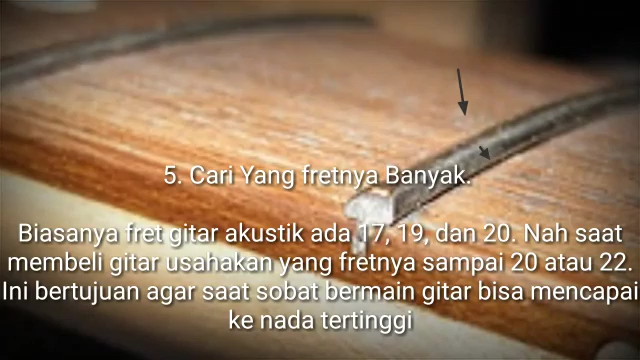 5. Cari Yang fretnya Banyak.
Biasanya fret gitar akustik ada 17, 19, dan 20. Nah saat
membeli gitar usahakan yang fretnya sampai 20 atau 22.
Ini bertujuan agar saat sobat bermain gitar bisa mencapai
ke nada tertinggi